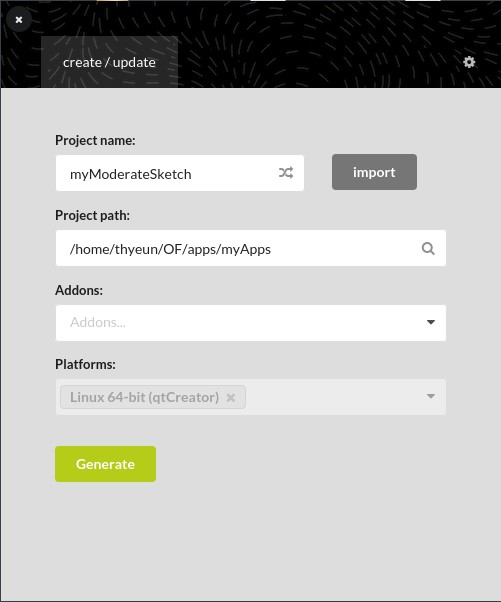 create / update
Project name:
myModerateSketch
import
Project path:
/home/thyeun/OF/apps/myApps
Addons:
Addons...
Platforms:
Linux 64-bit (qtCreator)
Generate